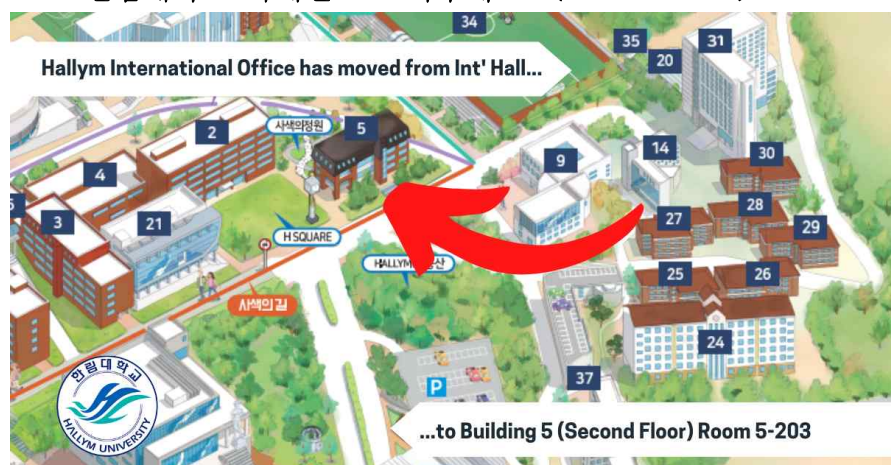 34
35
31
20
Hallym International Office has moved from Int' Hall...
2
사색의정원
5
9
14
30
4
3
21
27
28
29
H SQUARE
25
26
사색의길
24
P
37
한림대학교
HALLYM UNIVERSITY
...to Building 5 (Second Floor) Room 5-203